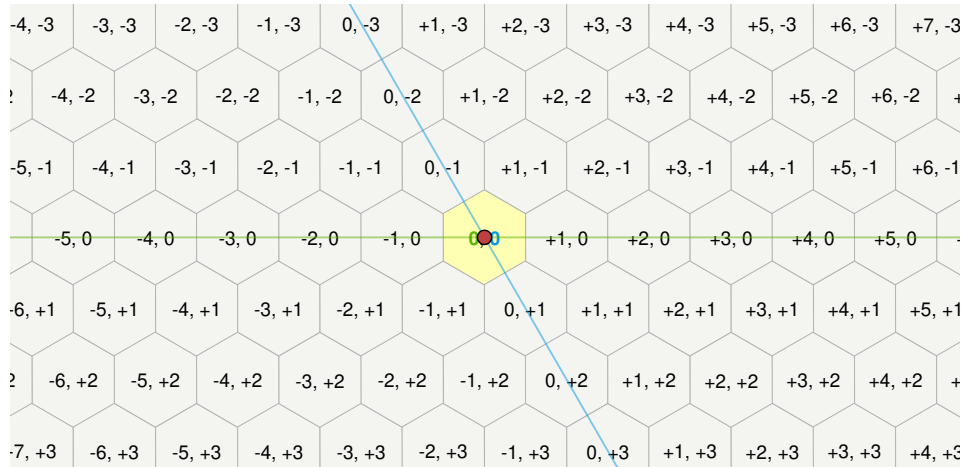 -4, -3 -3, -3 -2, -3 -1, -3 0, -3 +1, -3 +2, -3 +3, -3 +4, -3 +5, -3 +6, -3 +7, -3
2 -4, -2 -3, -2 -2, -2 -1, -2 0, -2 +1, -2 +2, -2 +3, -2 +4, -2 +5, -2 +6, -2 +
-5, -1 -4, -1 -3, -1 -2, -1 -1, -1 0, -1 +1, -1 +2, -1 +3, -1 +4, -1 +5, -1 +6, -1
-5, 0 -4, 0 -3, 0 -2, 0 -1, 0 0, 0 +1, 0 +2, 0 +3, 0 +4, 0 +5, 0
-6, +1 -5, +1 -4, +1 -3, +1 -2, +1 -1, +1 0, +1 +1, +1 +2, +1 +3, +1 +4, +1 +5, +1
2 -6, +2 -5, +2 -4, +2 -3, +2 -2, +2 -1, +2 0, +2 +1, +2 +2, +2 +3, +2 +4, +2 +
-7, +3 -6, +3 -5, +3 -4, +3 -3, +3 -2, +3 -1, +3 0, +3 +1, +3 +2, +3 +3, +3 +4, +3